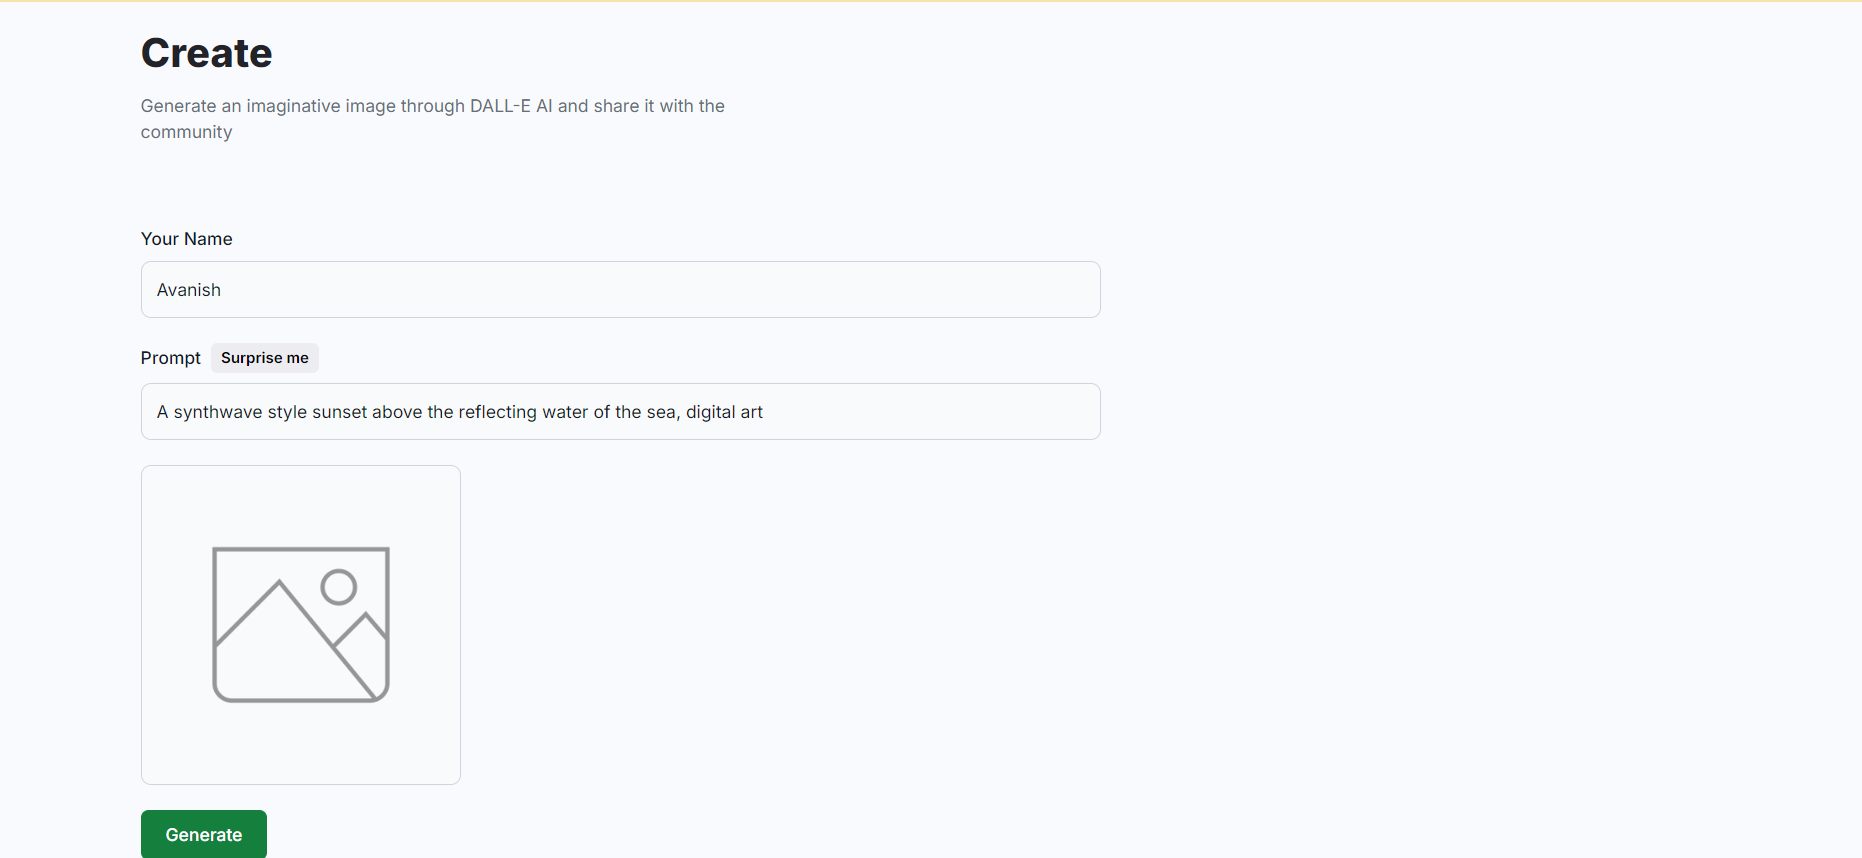 Create
Generate an imaginative image through DALL-E AI and share it with the
community
Your Name
Avanish
Prompt Surprise me
A synthwave style sunset above the reflecting water of the sea, digital art
Generate